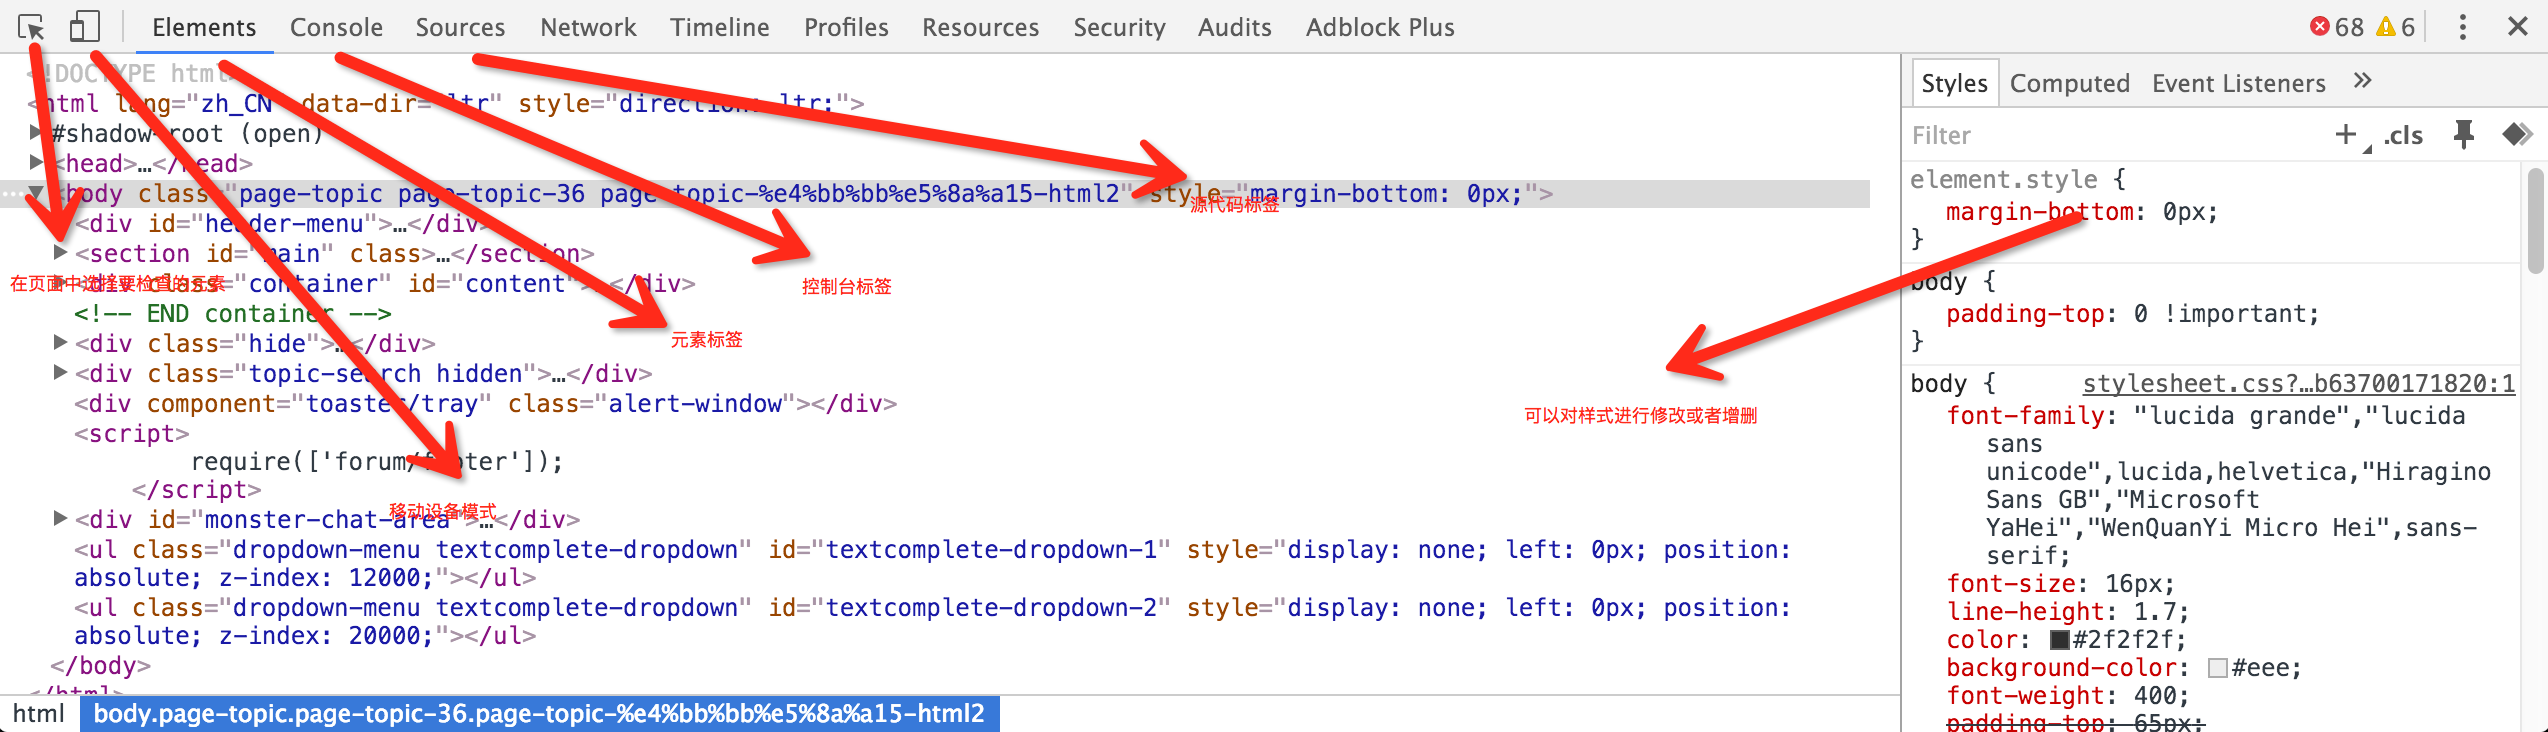 Elements Console Sources Network Timeline Profiles Resources Security Audits Adblock Plus 68 6
<!DOCTYPE html>
<html lang="zh_CN" data-dir="ltr" style="direction: ltr;">
#shadow-root (open)
<head>…</head>
<body class="page-topic page-topic-36 page-topic-%e4%bb%bb%e5%8a%a15-html2" style="margin-bottom: 0px;">
源代码标签
<div id="header-menu">…</div>
<section id="main" class>…</section>
在页面中选择要检查的元素
<div class="container" id="content">…</div>
控制台标签
<!-- END container -->
元素标签
<div class="hide">…</div>
<div class="topic-search hidden">…</div>
<div component="toaster/tray" class="alert-window"></div>
可以对样式进行修改或者增删
<script>
require(['forum/footer']);
</script>
移动设备模式
<div id="monster-chat-area">…</div>
<ul class="dropdown-menu textcomplete-dropdown" id="textcomplete-dropdown-1" style="display: none; left: 0px; position:
absolute; z-index: 12000;"></ul>
<ul class="dropdown-menu textcomplete-dropdown" id="textcomplete-dropdown-2" style="display: none; left: 0px; position:
absolute; z-index: 20000;"></ul>
</body>
</html>
html body.page-topic.page-topic-36.page-topic-%e4%bb%bb%e5%8a%a15-html2
Styles Computed Event Listeners »
Filter + .cls
element.style {
margin-bottom: 0px;
}
body {
padding-top: 0 !important;
}
body { stylesheet.css?…b63700171820:1
font-family: "lucida grande","lucida
sans
unicode",lucida,helvetica,"Hiragino
Sans GB","Microsoft
YaHei","WenQuanYi Micro Hei",sans-
serif;
font-size: 16px;
line-height: 1.7;
color: #2f2f2f;
background-color: #eee;
font-weight: 400;
padding-top: 65px;